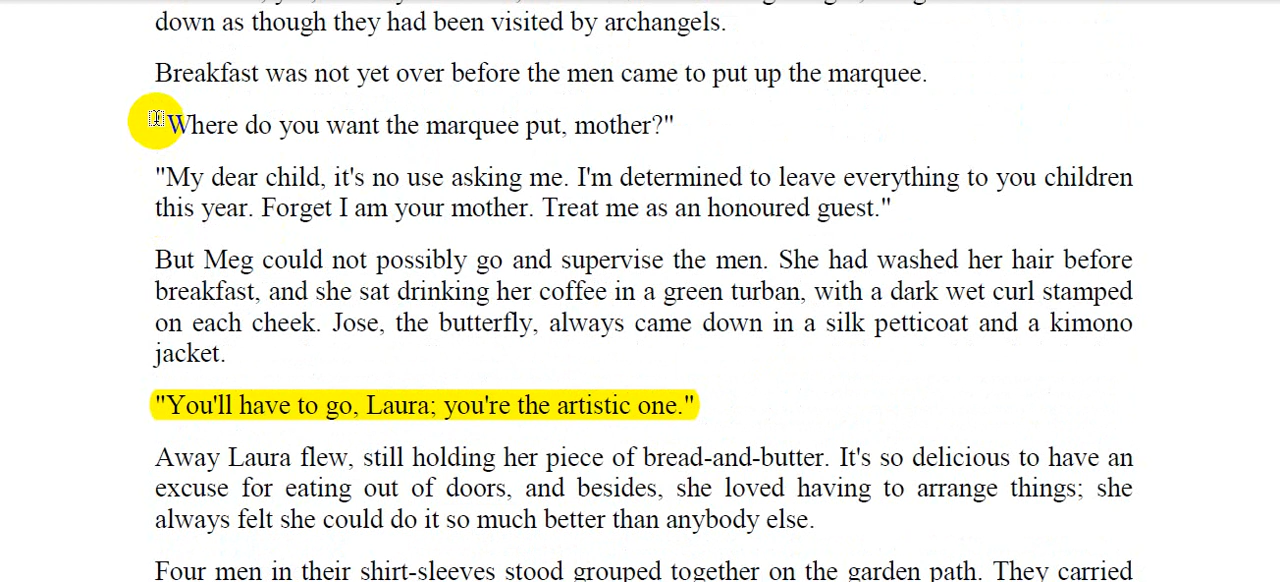 down as though they had been visited by archangels.
Breakfast was not yet over before the men came to put up the marquee.
"Where do you want the marquee put, mother?"
"My dear child, it's no use asking me. I'm determined to leave everything to you children
this year. Forget I am your mother. Treat me as an honoured guest."
But Meg could not possibly go and supervise the men. She had washed her hair before
breakfast, and she sat drinking her coffee in a green turban, with a dark wet curl stamped
on each cheek. Jose, the butterfly, always came down in a silk petticoat and a kimono
jacket.
"You'll have to go, Laura; you're the artistic one."
Away Laura flew, still holding her piece of bread-and-butter. It's so delicious to have an
excuse for eating out of doors, and besides, she loved having to arrange things; she
always felt she could do it so much better than anybody else.
Four men in their shirt-sleeves stood grouped together on the garden path. They carried